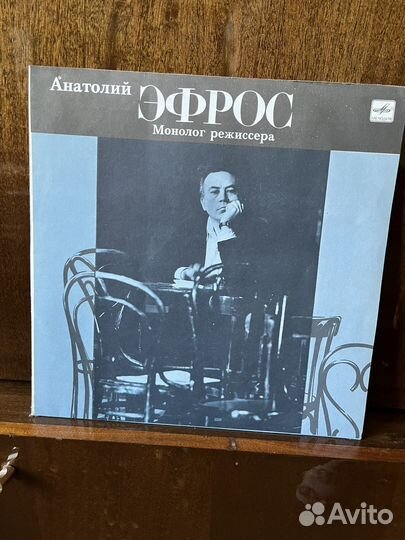 Анатолий
ЭФРОС
Монолог режиссера
Avito